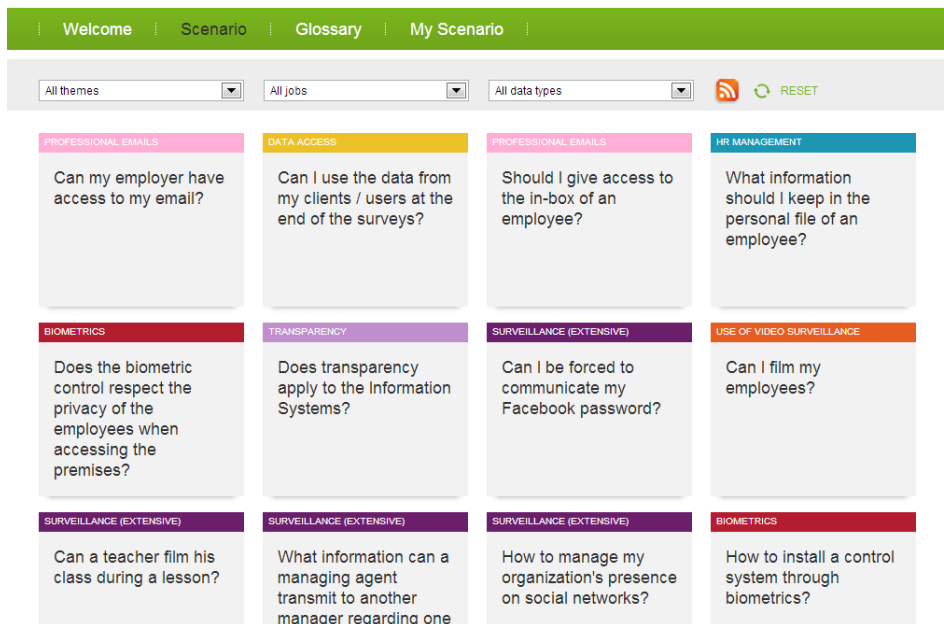 Welcome Scenario Glossary My Scenario
All themes All jobs All data types RESET
PROFESSIONAL EMAILS
Can my employer have
access to my email?
DATA ACCESS
Can I use the data from
my clients / users at the
end of the surveys?
PROFESSIONAL EMAILS
Should I give access to
the in-box of an
employee?
HR MANAGEMENT
What information
should I keep in the
personal file of an
employee?
BIOMETRICS
Does the biometric
control respect the
privacy of the
employees when
accessing the
premises?
TRANSPARENCY
Does transparency
apply to the Information
Systems?
SURVEILLANCE (EXTENSIVE)
Can I be forced to
communicate my
Facebook password?
USE OF VIDEO SURVEILLANCE
Can I film my
employees?
SURVEILLANCE (EXTENSIVE)
Can a teacher film his
class during a lesson?
SURVEILLANCE (EXTENSIVE)
What information can a
managing agent
transmit to another
manager regarding one
SURVEILLANCE (EXTENSIVE)
How to manage my
organization's presence
on social networks?
BIOMETRICS
How to install a control
system through
biometrics?